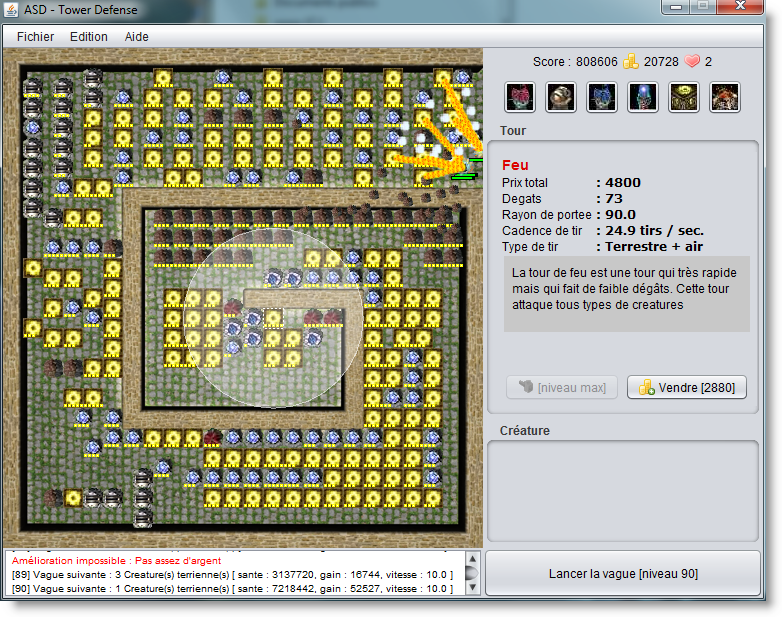 ASD - Tower Defense
Fichier Edition Aide
Score : 808606 20728 2
Tour
Feu
Prix total : 4800
Degats : 73
Rayon de portee : 90.0
Cadence de tir : 24.9 tirs / sec.
Type de tir : Terrestre + air
La tour de feu est une tour qui très rapide
mais qui fait de faible dégâts. Cette tour
attaque tous types de creatures
[niveau max] Vendre [2880]
Créature
Amélioration impossible : Pas assez d'argent
[89] Vague suivante : 3 Creature(s) terrienne(s) [ sante : 3137720, gain : 16744, vitesse : 10.0 ]
[90] Vague suivante : 1 Creature(s) terrienne(s) [ sante : 7218442, gain : 52527, vitesse : 10.0 ]
Lancer la vague [niveau 90]